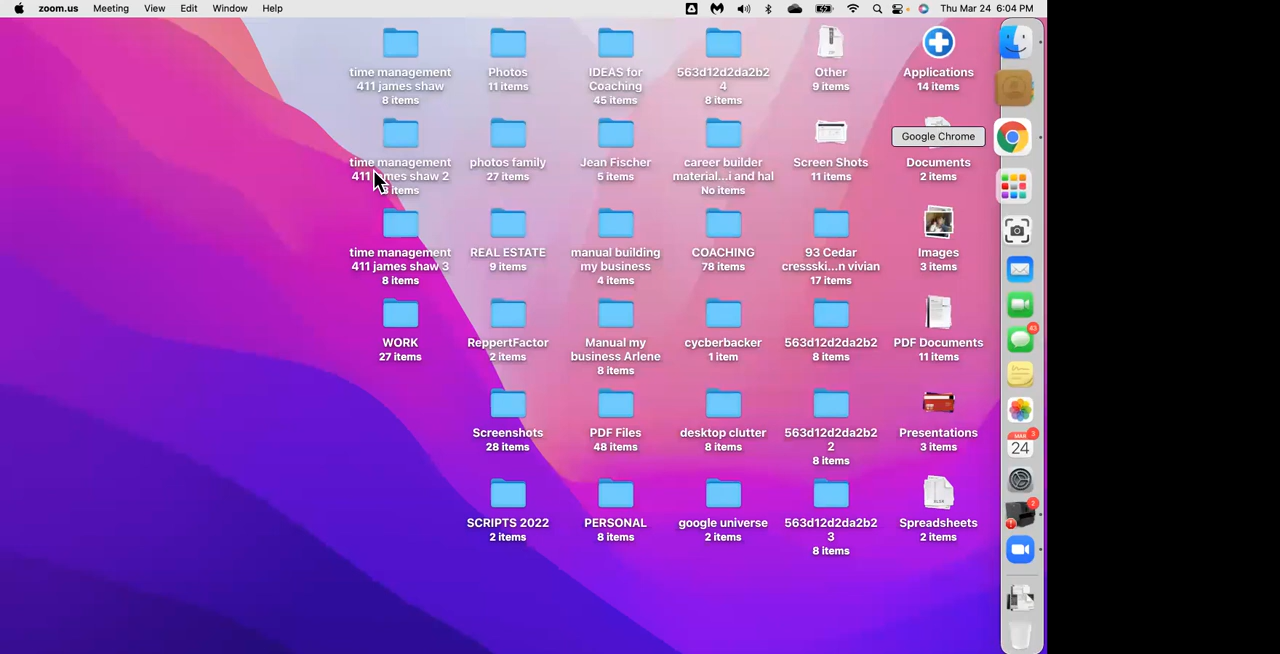 zoom.us Meeting View Edit Window Help Thu Mar 24 6:04 PM
time management
411 james shaw
8 items
Photos
11 items
IDEAS for
Coaching
45 items
563d12d2da2b2
4
8 items
Other
9 items
Applications
14 items
time management
411 james shaw 2
items
photos family
27 items
Jean Fischer
5 items
career builder
material...i and hal
No items
Screen Shots
11 items
Google Chrome
Documents
2 items
time management
411 james shaw 3
8 items
REAL ESTATE
9 items
manual building
my business
4 items
COACHING
78 items
93 Cedar
cresski...n vivian
17 items
Images
3 items
WORK
27 items
ReppertFactor
2 items
Manual my
business Arlene
8 items
cycberbacker
1 item
563d12d2da2b2
8 items
PDF Documents
11 items
Screenshots
28 items
PDF Files
48 items
desktop clutter
8 items
563d12d2da2b2
2
8 items
Presentations
3 items
SCRIPTS 2022
2 items
PERSONAL
8 items
google universe
2 items
563d12d2da2b2
3
8 items
XLSX
Spreadsheets
2 items
43
MAR
3
24
2